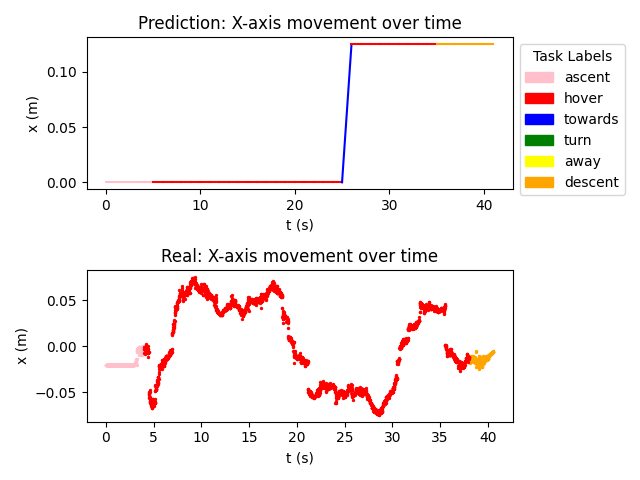 Prediction: X-axis movement over time
x (m)
0.10
0.05
0.00
0
10
20
30
40
t (s)
Task Labels
ascent
hover
towards
turn
away
descent
Real: X-axis movement over time
x (m)
0.05
0.00
−0.05
0
5
10
15
20
25
30
35
40
t (s)